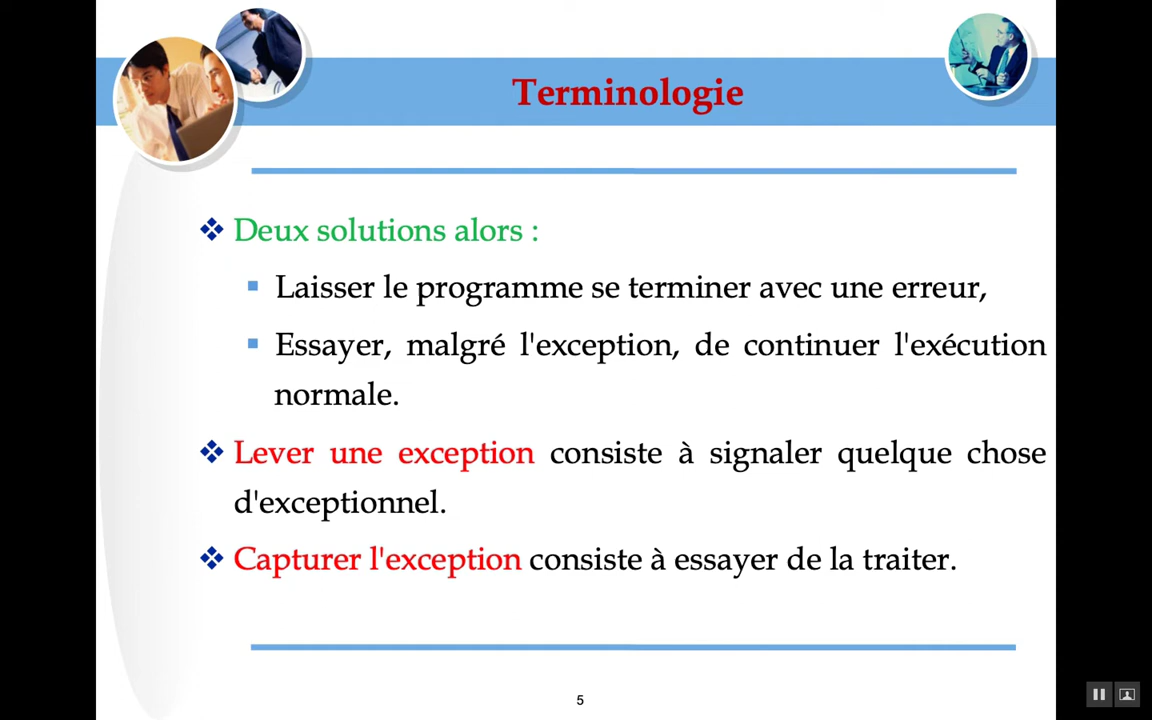 Terminologie
Deux solutions alors :
Laisser le programme se terminer avec une erreur,
Essayer, malgré l'exception, de continuer l'exécution
normale.
Lever une exception consiste à signaler quelque chose
d'exceptionnel.
Capturer l'exception consiste à essayer de la traiter.
5